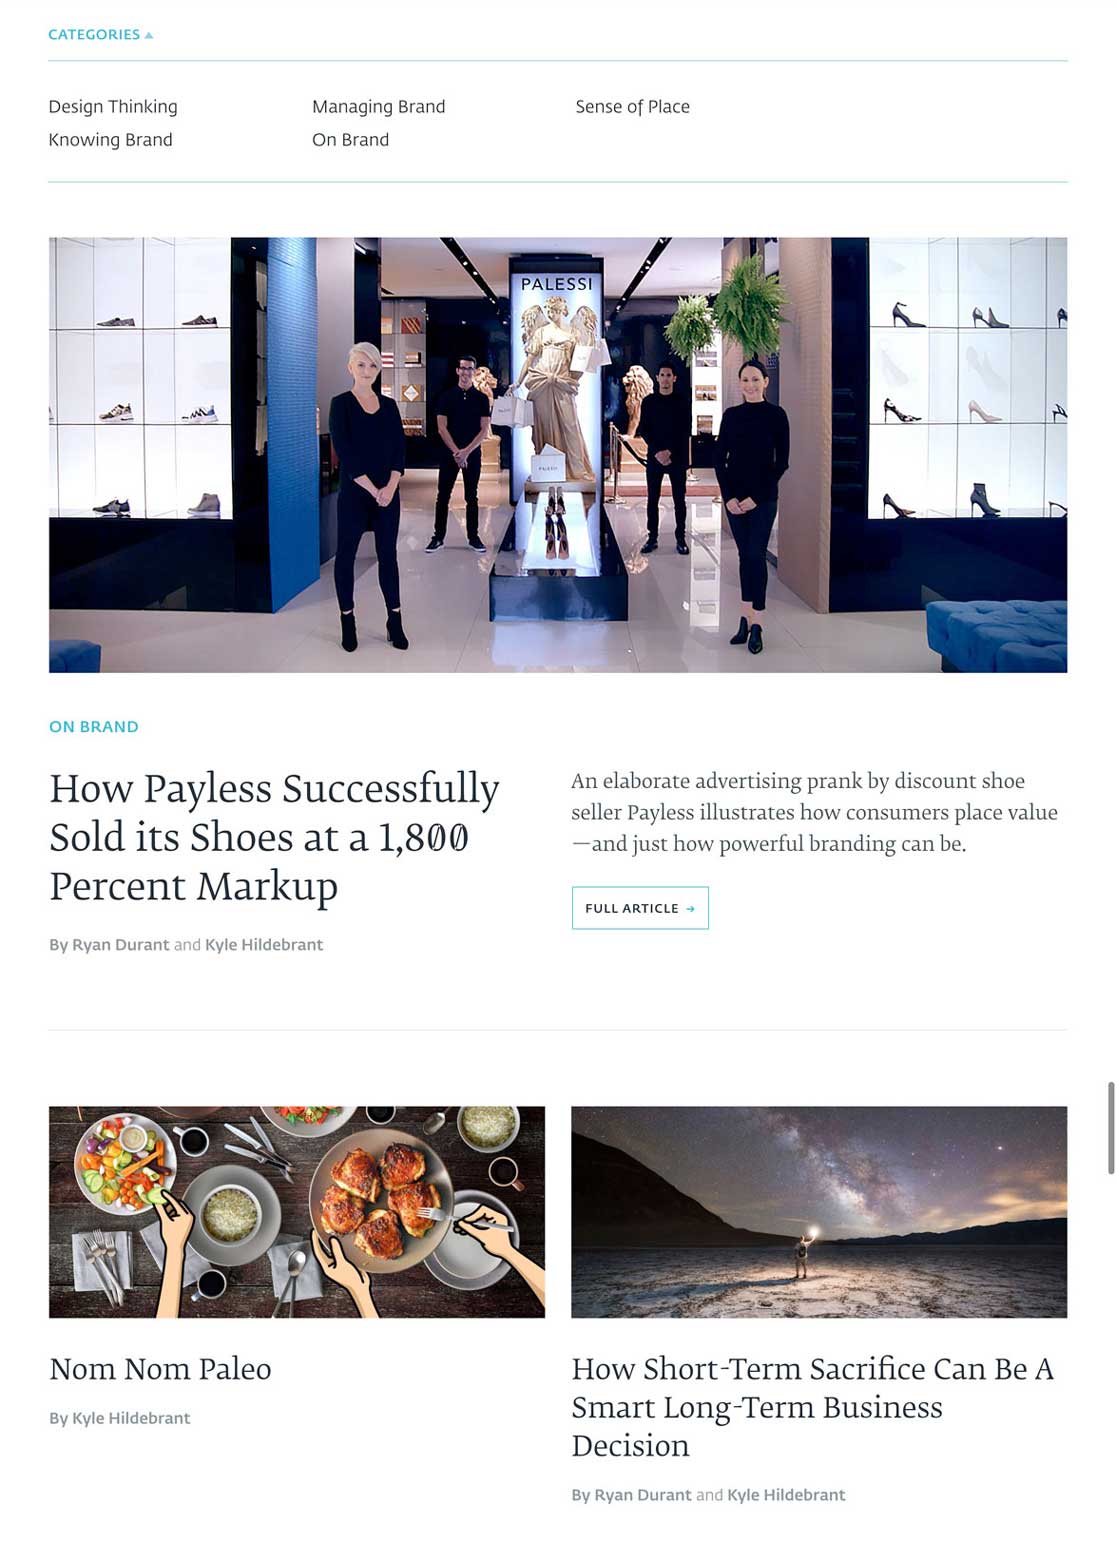 CATEGORIES
Design Thinking
Managing Brand
Sense of Place
Knowing Brand
On Brand
PALESSI
PALESSI
ON BRAND
How Payless Successfully
Sold its Shoes at a 1,800
Percent Markup
By Ryan Durant and Kyle Hildebrant
An elaborate advertising prank by discount shoe
seller Payless illustrates how consumers place value
—and just how powerful branding can be.
FULL ARTICLE →
Nom Nom Paleo
By Kyle Hildebrant
How Short-Term Sacrifice Can Be A
Smart Long-Term Business
Decision
By Ryan Durant and Kyle Hildebrant